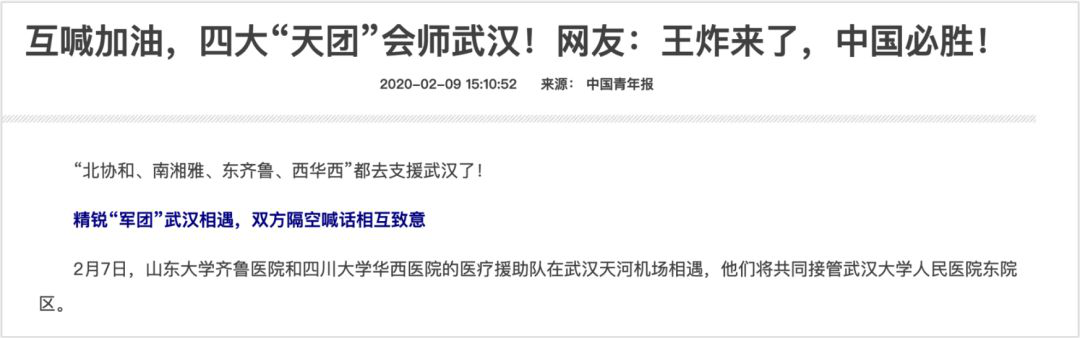 互喊加油，四大“天团”会师武汉！网友：王炸来了，中国必胜！
2020-02-09 15:10:52 来源： 中国青年报
“北协和、南湘雅、东齐鲁、西华西”都去支援武汉了！
精锐“军团”武汉相遇，双方隔空喊话相互致意
2月7日，山东大学齐鲁医院和四川大学华西医院的医疗援助队在武汉天河机场相遇，他们将共同接管武汉大学人民医院东院
区。